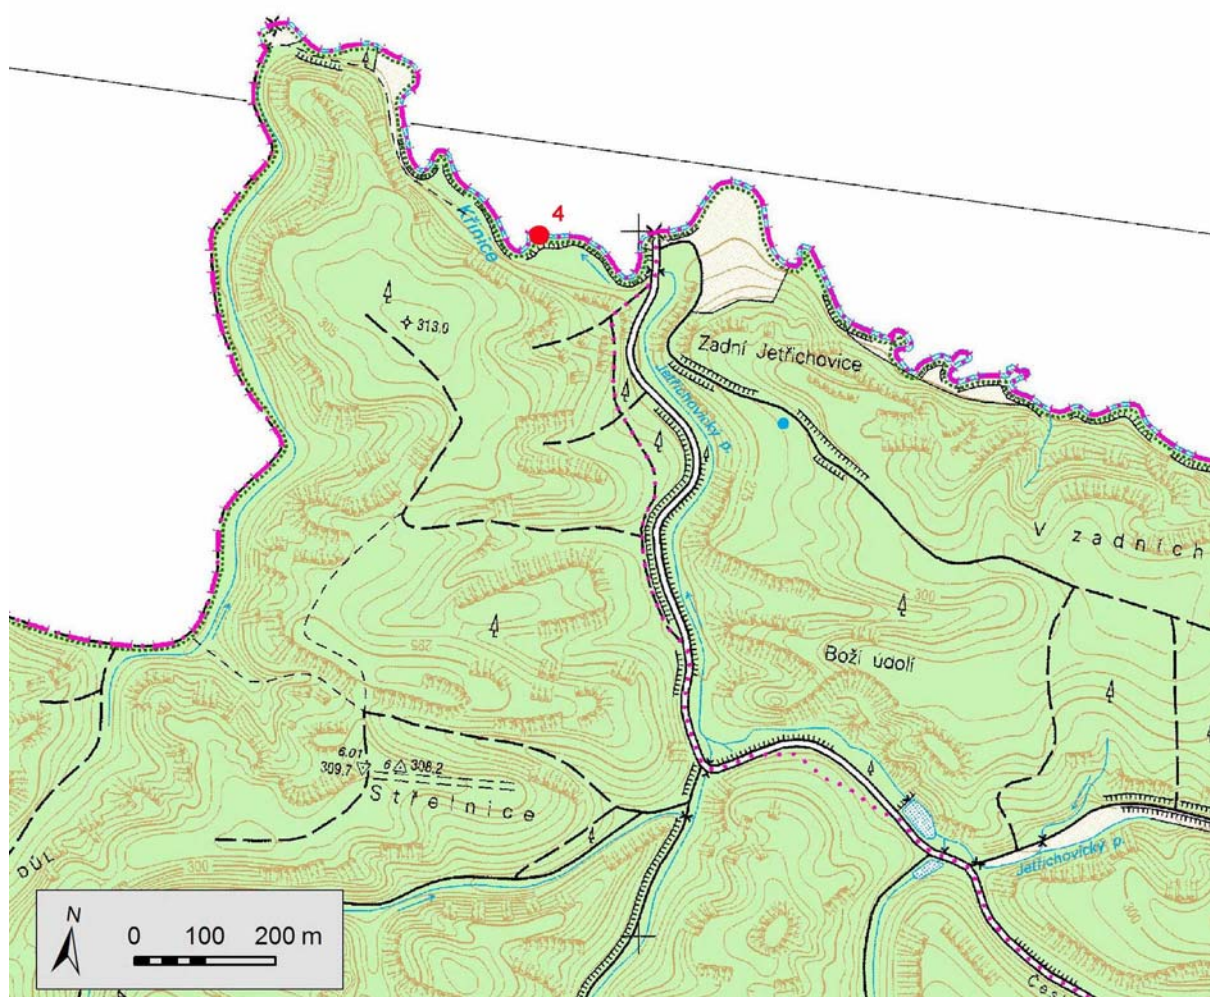 4
Křinice
305
313,0
Zadní Jetřichovice
Jetřichovický p.
275
V zadních
300
285
Boží údolí
6.01
309.7
6
308.2
Střelnice
DŮL
300
Jetřichovický p.
300
Čes
N
0 100 200 m